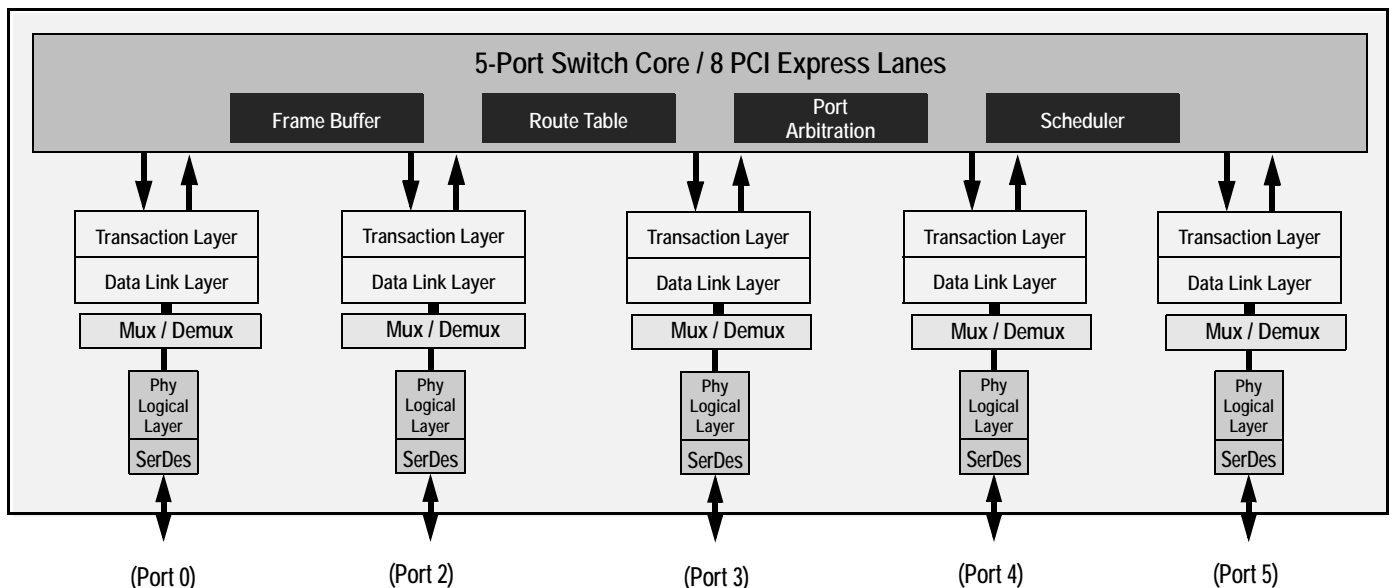 5-Port Switch Core / 8 PCI Express Lanes
Frame Buffer
Route Table
Port
Arbitration
Scheduler
Transaction Layer
Data Link Layer
Mux / Demux
Phy
Logical
Layer
SerDes
(Port 0)
Transaction Layer
Data Link Layer
Mux / Demux
Phy
Logical
Layer
SerDes
(Port 2)
Transaction Layer
Data Link Layer
Mux / Demux
Phy
Logical
Layer
SerDes
(Port 3)
Transaction Layer
Data Link Layer
Mux / Demux
Phy
Logical
Layer
SerDes
(Port 4)
Transaction Layer
Data Link Layer
Mux / Demux
Phy
Logical
Layer
SerDes
(Port 5)